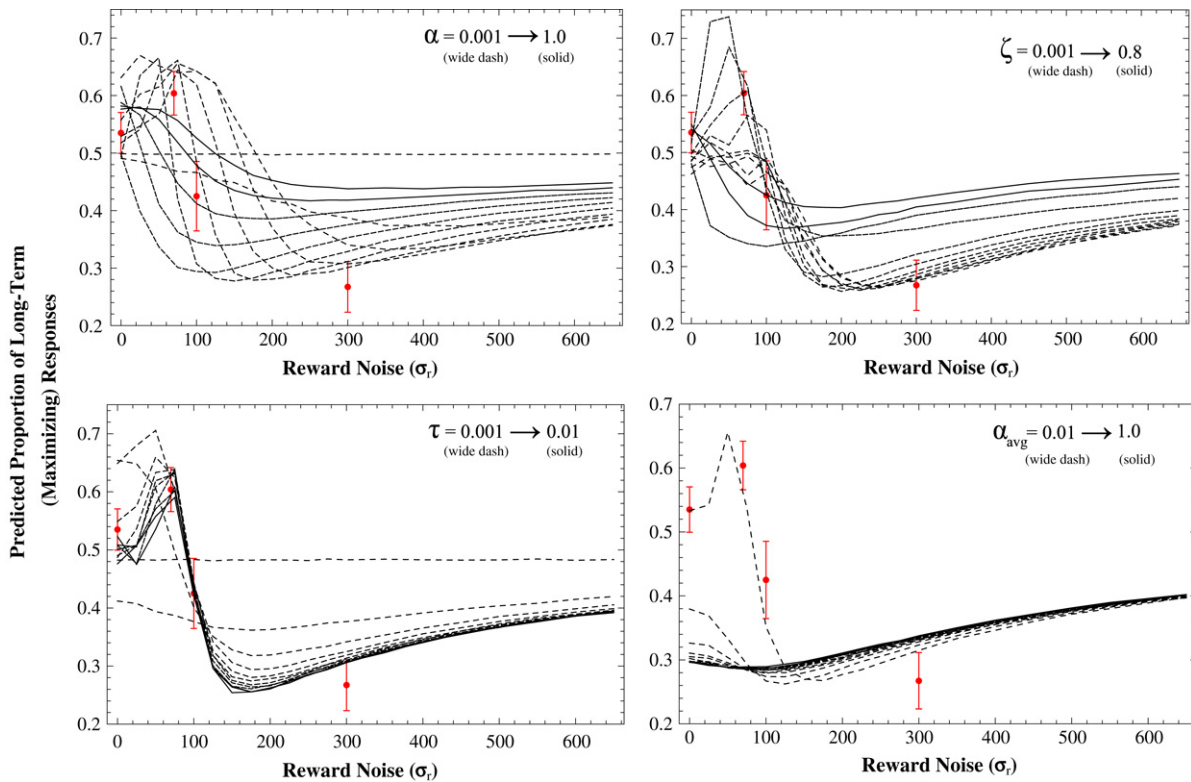 Predicted Proportion of Long-Term
(Maximizing) Responses
α = 0.001 → 1.0
(wide dash) (solid)
0.7
0.6
0.5
0.4
0.3
0.2
0 100 200 300 400 500 600
Reward Noise (σr)
ζ = 0.001 → 0.8
(wide dash) (solid)
0.7
0.6
0.5
0.4
0.3
0.2
0 100 200 300 400 500 600
Reward Noise (σr)
τ = 0.001 → 0.01
(wide dash) (solid)
0.7
0.6
0.5
0.4
0.3
0.2
0 100 200 300 400 500 600
Reward Noise (σr)
αavg = 0.01 → 1.0
(wide dash) (solid)
0.7
0.6
0.5
0.4
0.3
0.2
0 100 200 300 400 500 600
Reward Noise (σr)